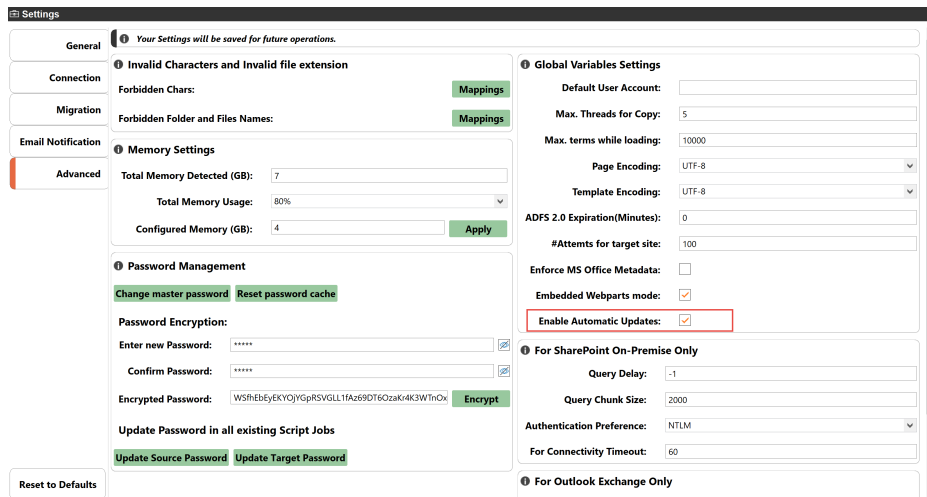 Settings
General
Connection
Migration
Email Notification
Advanced
Reset to Defaults
Your Settings will be saved for future operations.
Invalid Characters and Invalid file extension
Forbidden Chars: Mappings
Forbidden Folder and Files Names: Mappings
Memory Settings
Total Memory Detected (GB): 7
Total Memory Usage: 80%
Configured Memory (GB): 4 Apply
Password Management
Change master password Reset password cache
Password Encryption:
Enter new Password: *****
Confirm Password: *****
Encrypted Password: WSfhEbEyEKYOjYGpRSVGLL1fAz69DT6OzaKr4K3WTnOx Encrypt
Update Password in all existing Script Jobs
Update Source Password Update Target Password
Global Variables Settings
Default User Account:
Max. Threads for Copy: 5
Max. terms while loading: 10000
Page Encoding: UTF-8
Template Encoding: UTF-8
ADFS 2.0 Expiration(Minutes): 0
#Attemts for target site: 100
Enforce MS Office Metadata:
Embedded Webparts mode:
Enable Automatic Updates:
For SharePoint On-Premise Only
Query Delay: -1
Query Chunk Size: 2000
Authentication Preference: NTLM
For Connectivity Timeout: 60
For Outlook Exchange Only